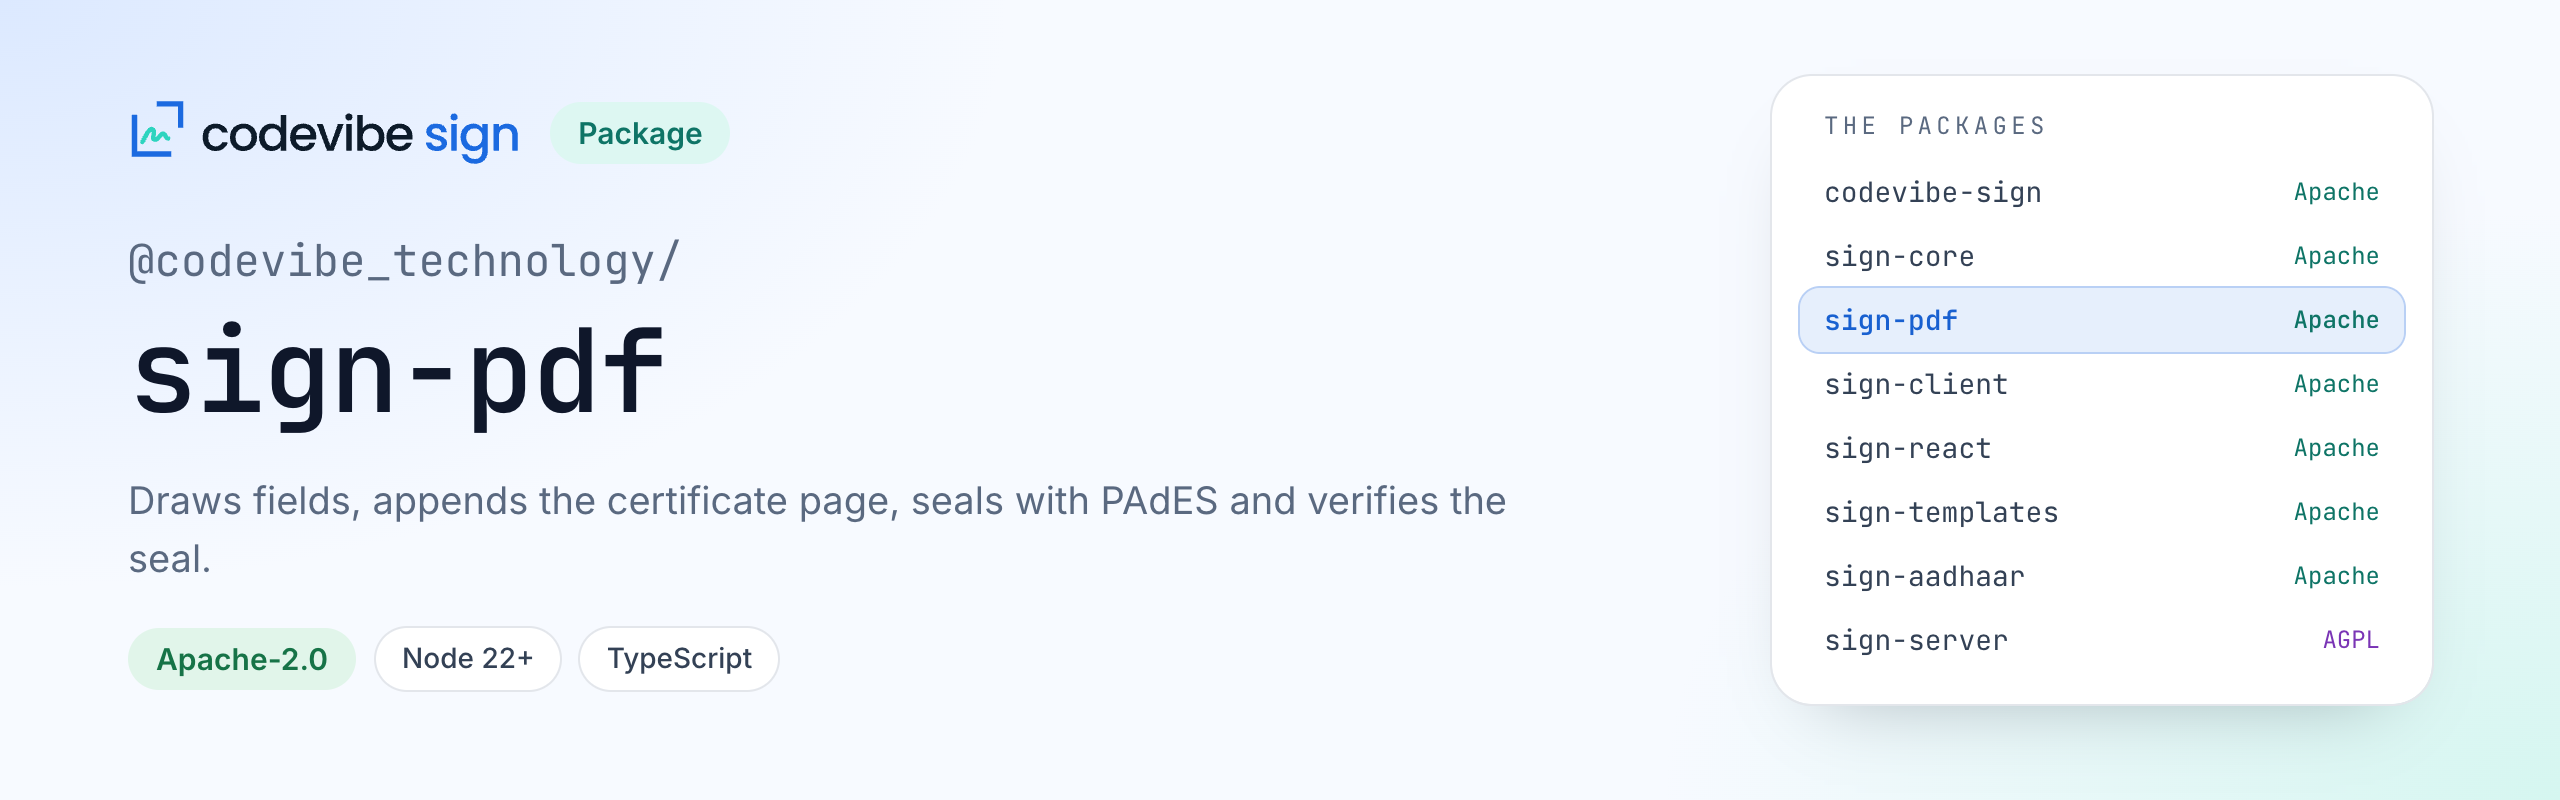 codevibe sign
Package
@codevibe_technology/
sign-pdf
Draws fields, appends the certificate page, seals with PAdES and verifies the
seal.
Apache-2.0
Node 22+
TypeScript
THE PACKAGES
codevibe-sign Apache
sign-core Apache
sign-pdf Apache
sign-client Apache
sign-react Apache
sign-templates Apache
sign-aadhaar Apache
sign-server AGPL